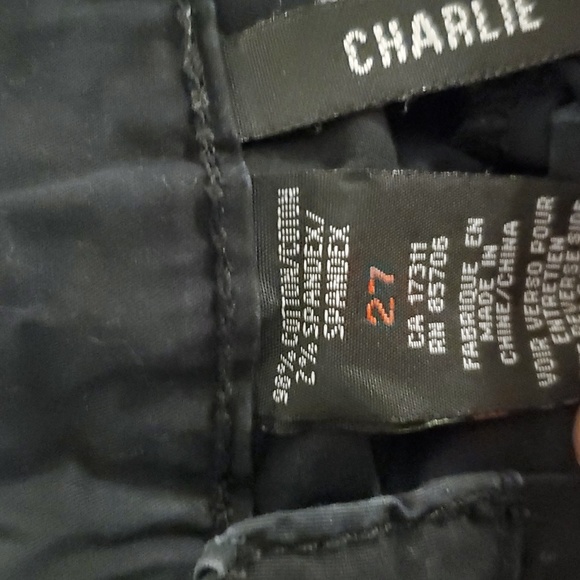 CHARLIE
98% COTTON/COTON
2% SPANDEX/
SPANDEX
27
CA 17311
RN 85706
FABRIQUE EN
MADE IN
CHINE/CHINA
VOIR VERSO POUR
ENTRETIEN